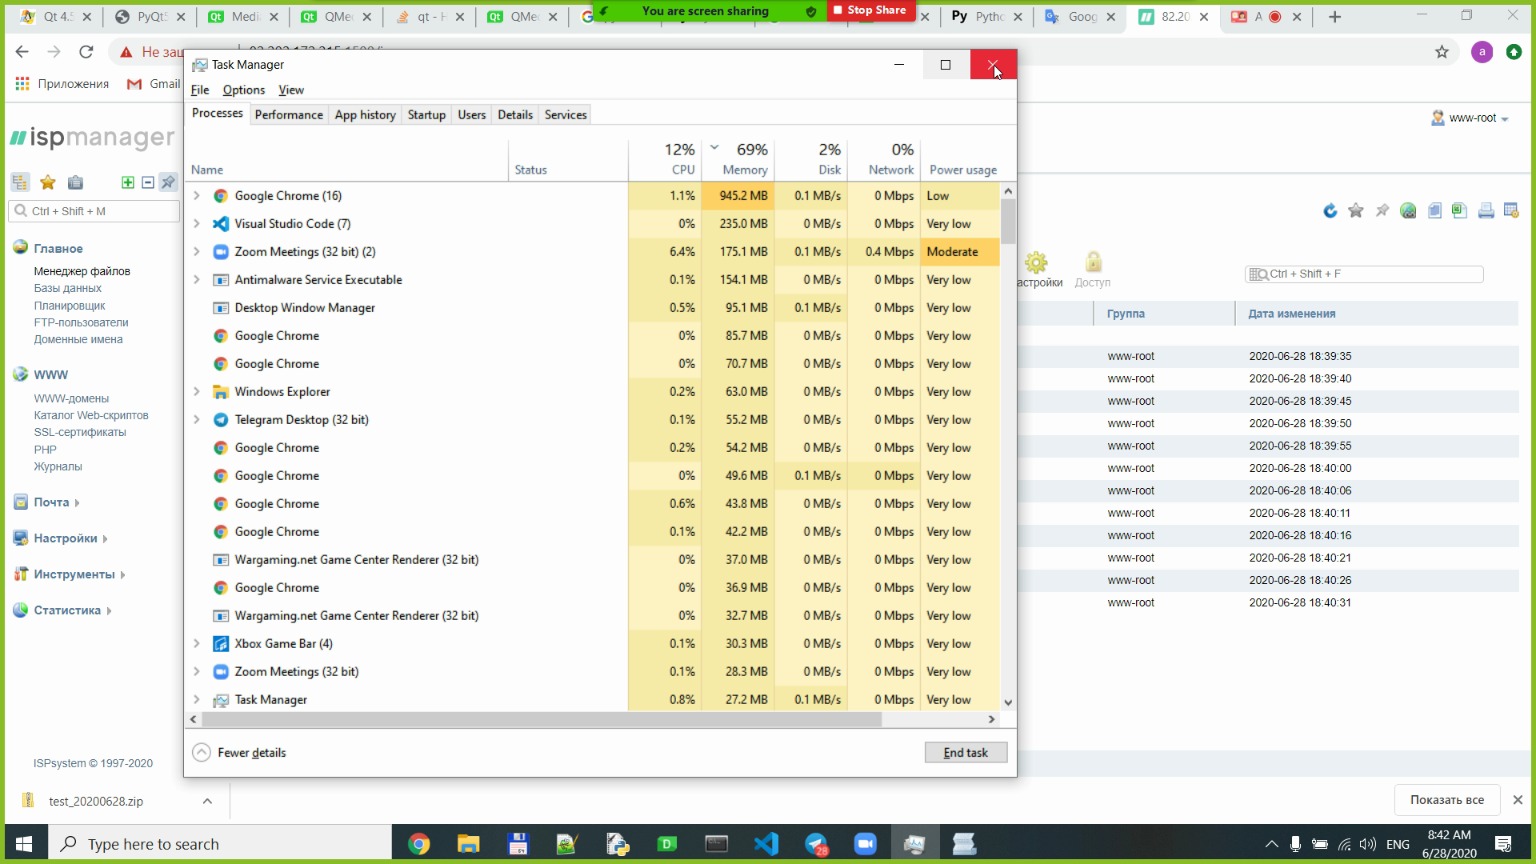 Qt 4.
PyQt5
Medi
QMe
qt - H
QMe
You are screen sharing
Stop Share
Pyth
Goog
82.20
A
Не за
Приложения
Gmail
www-root
ispmanager
Ctrl + Shift + M
Главное
Менеджер файлов
Базы данных
Планировщик
FTP-пользователи
Доменные имена
WWW
WWW-домены
Каталог Web-скриптов
SSL-сертификаты
PHP
Журналы
Почта
Настройки
Инструменты
Статистика
ISPsystem © 1997-2020
Task Manager
File Options View
Processes Performance App history Startup Users Details Services
12% 69% 2% 0%
Name Status CPU Memory Disk Network Power usage
Google Chrome (16) 1.1% 945.2 MB 0.1 MB/s 0 Mbps Low
Visual Studio Code (7) 0% 235.0 MB 0 MB/s 0 Mbps Very low
Zoom Meetings (32 bit) (2) 6.4% 175.1 MB 0.1 MB/s 0.4 Mbps Moderate
Antimalware Service Executable 0.1% 154.1 MB 0 MB/s 0 Mbps Very low
Desktop Window Manager 0.5% 95.1 MB 0.1 MB/s 0 Mbps Very low
Google Chrome 0% 85.7 MB 0 MB/s 0 Mbps Very low
Google Chrome 0% 70.7 MB 0 MB/s 0 Mbps Very low
Windows Explorer 0.2% 63.0 MB 0 MB/s 0 Mbps Very low
Telegram Desktop (32 bit) 0.1% 55.2 MB 0 MB/s 0 Mbps Very low
Google Chrome 0.2% 54.2 MB 0 MB/s 0 Mbps Very low
Google Chrome 0% 49.6 MB 0.1 MB/s 0 Mbps Very low
Google Chrome 0.6% 43.8 MB 0 MB/s 0 Mbps Very low
Google Chrome 0.1% 42.2 MB 0 MB/s 0 Mbps Very low
Wargaming.net Game Center Renderer (32 bit) 0% 37.0 MB 0 MB/s 0 Mbps Very low
Google Chrome 0% 36.9 MB 0 MB/s 0 Mbps Very low
Wargaming.net Game Center Renderer (32 bit) 0% 32.7 MB 0 MB/s 0 Mbps Very low
Xbox Game Bar (4) 0.1% 30.3 MB 0 MB/s 0 Mbps Very low
Zoom Meetings (32 bit) 0.1% 28.3 MB 0 MB/s 0 Mbps Very low
Task Manager 0.8% 27.2 MB 0.1 MB/s 0 Mbps Very low
Fewer details
End task
астройки Доступ
Ctrl + Shift + F
Группа Дата изменения
www-root 2020-06-28 18:39:35
www-root 2020-06-28 18:39:40
www-root 2020-06-28 18:39:45
www-root 2020-06-28 18:39:50
www-root 2020-06-28 18:39:55
www-root 2020-06-28 18:40:00
www-root 2020-06-28 18:40:06
www-root 2020-06-28 18:40:11
www-root 2020-06-28 18:40:16
www-root 2020-06-28 18:40:21
www-root 2020-06-28 18:40:26
www-root 2020-06-28 18:40:31
test_20200628.zip
Показать все
Type here to search
28
ENG
8:42 AM
6/28/2020